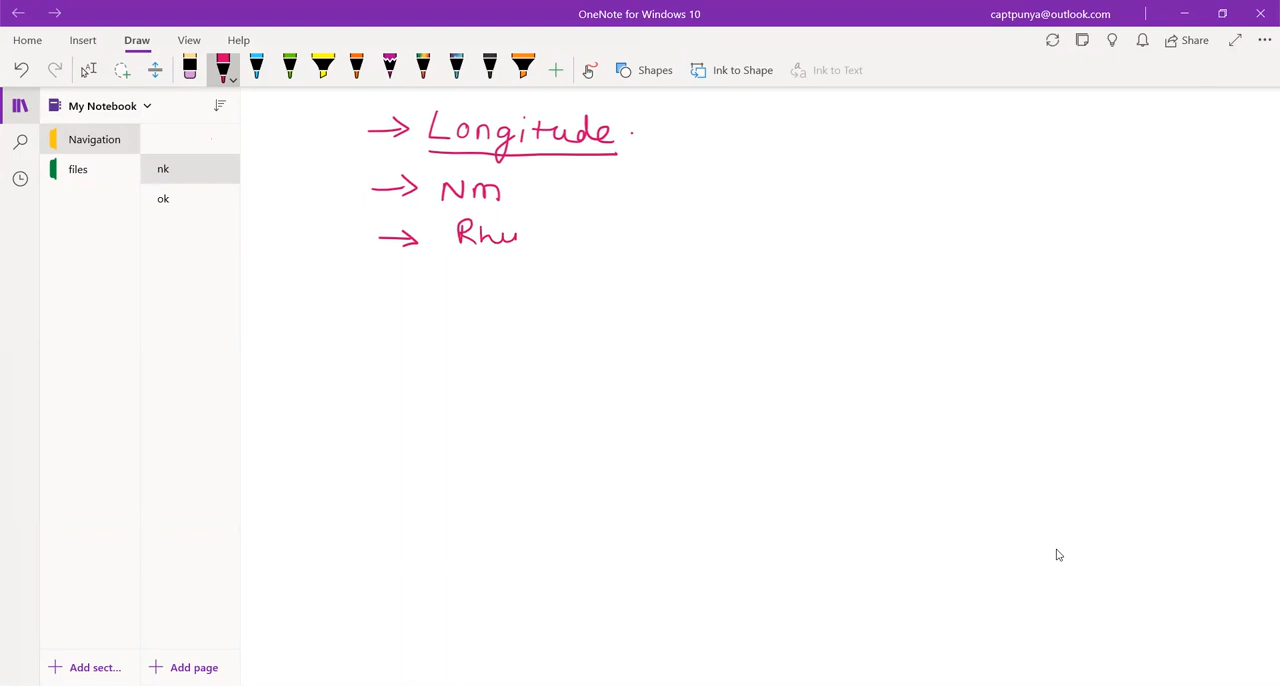 OneNote for Windows 10
captpunya@outlook.com
Home Insert Draw View Help
Share
Shapes Ink to Shape Ink to Text
My Notebook
Navigation
files
nk
ok
→ Longitude.
→ Nm
→ Rhu
Add sect... Add page